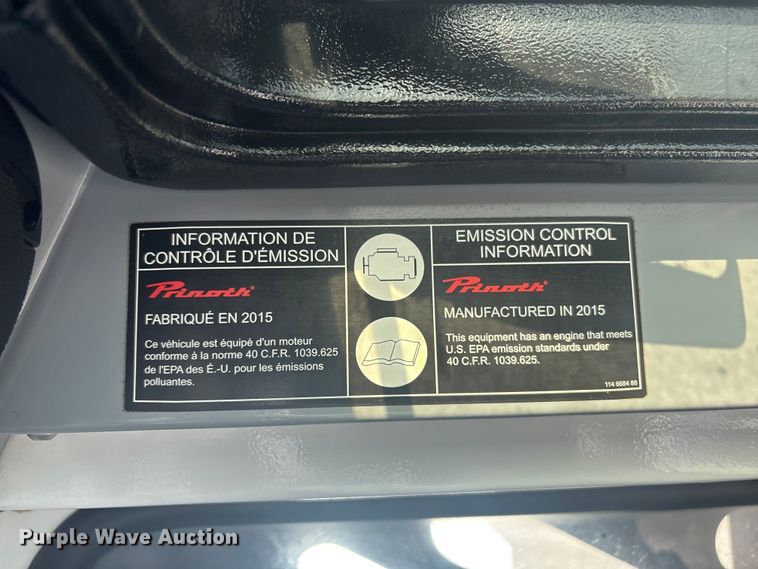 INFORMATION DE
CONTRÔLE D'ÉMISSION
Prinoth
FABRIQUÉ EN 2015
Ce véhicule est équipé d'un moteur
conforme à la norme 40 C.F.R. 1039.625
de l'EPA des É.-U. pour les émissions
polluantes.
EMISSION CONTROL
INFORMATION
Prinoth
MANUFACTURED IN 2015
This equipment has an engine that meets
U.S. EPA emission standards under
40 C.F.R. 1039.625.
114 6684 88
Purple Wave Auction